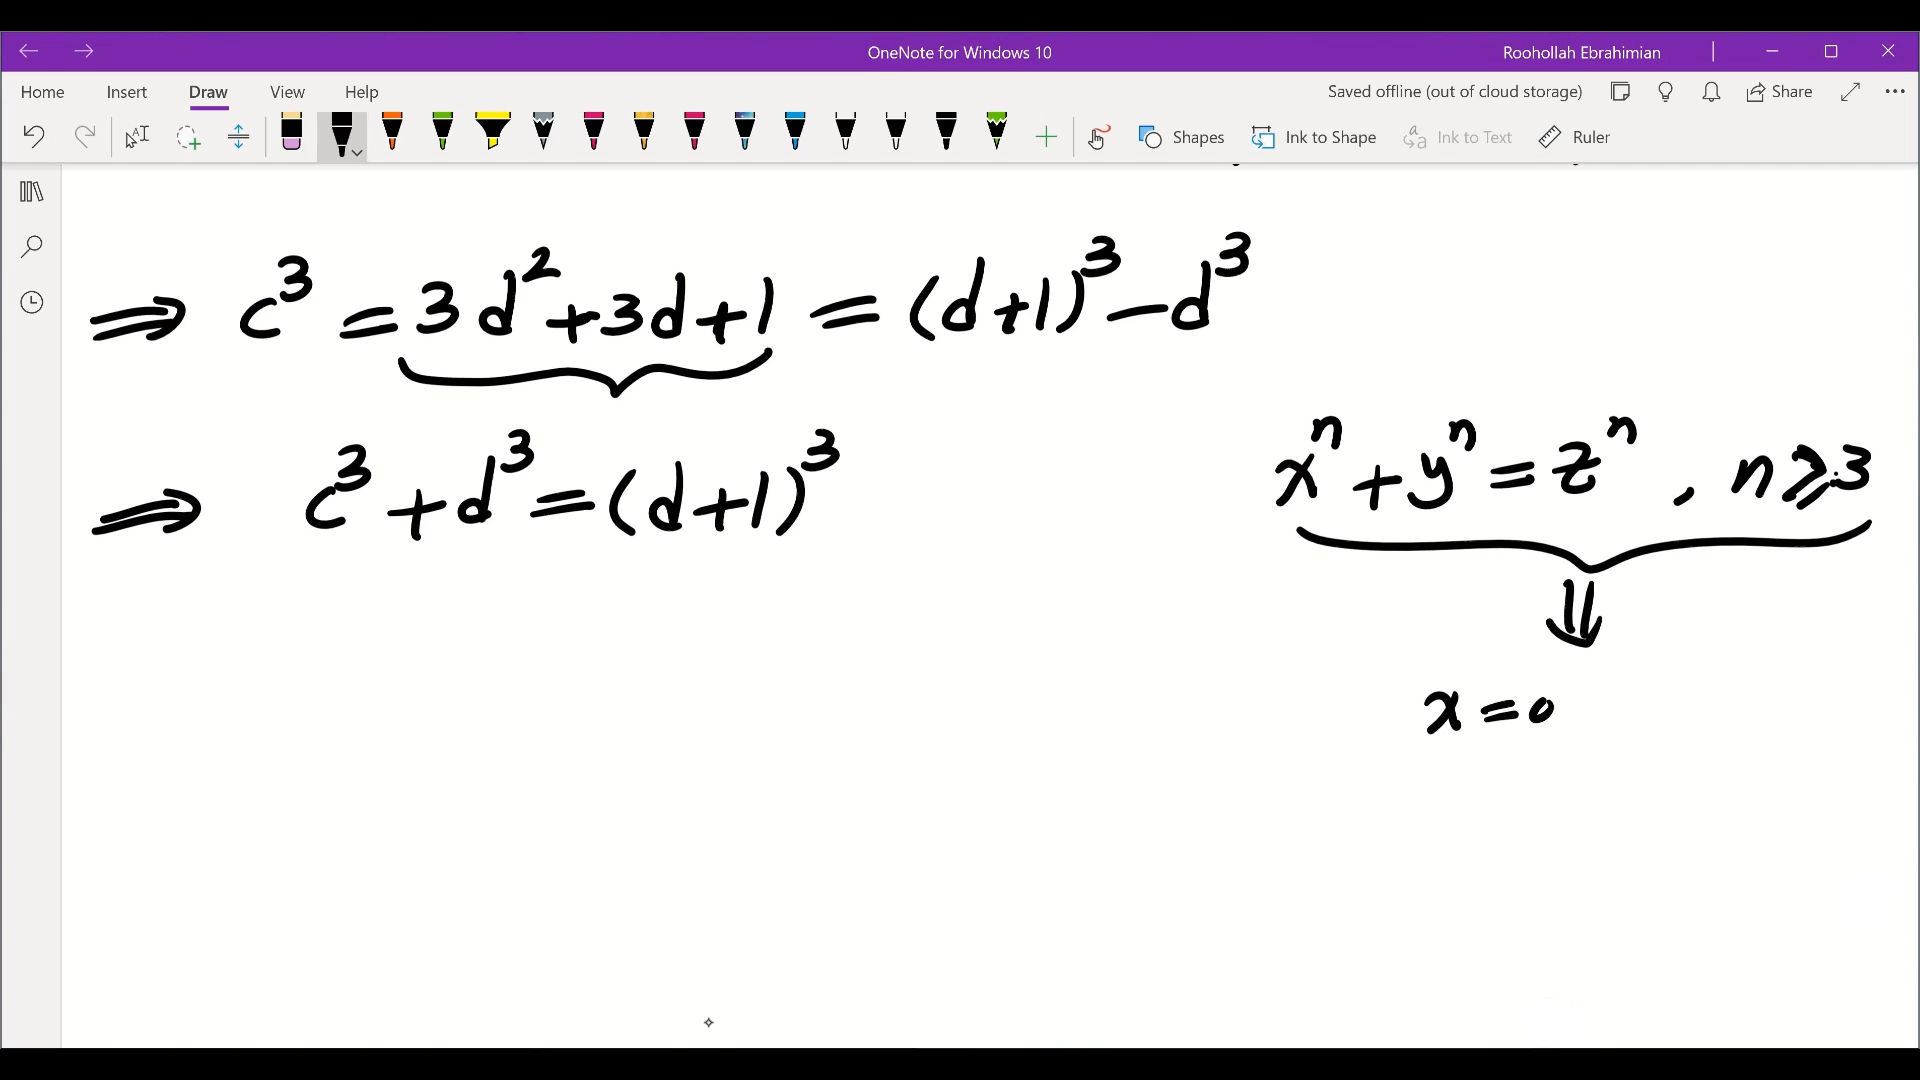 OneNote for Windows 10
Roohollah Ebrahimian
Home Insert Draw View Help
Saved offline (out of cloud storage) Share
Shapes Ink to Shape Ink to Text Ruler
⟹ c³ = 3d² + 3d + 1 = (d+1)³ − d³
⟹ c³ + d³ = (d+1)³
xⁿ + yⁿ = zⁿ , n ⩾ 3
⇓
x = 0